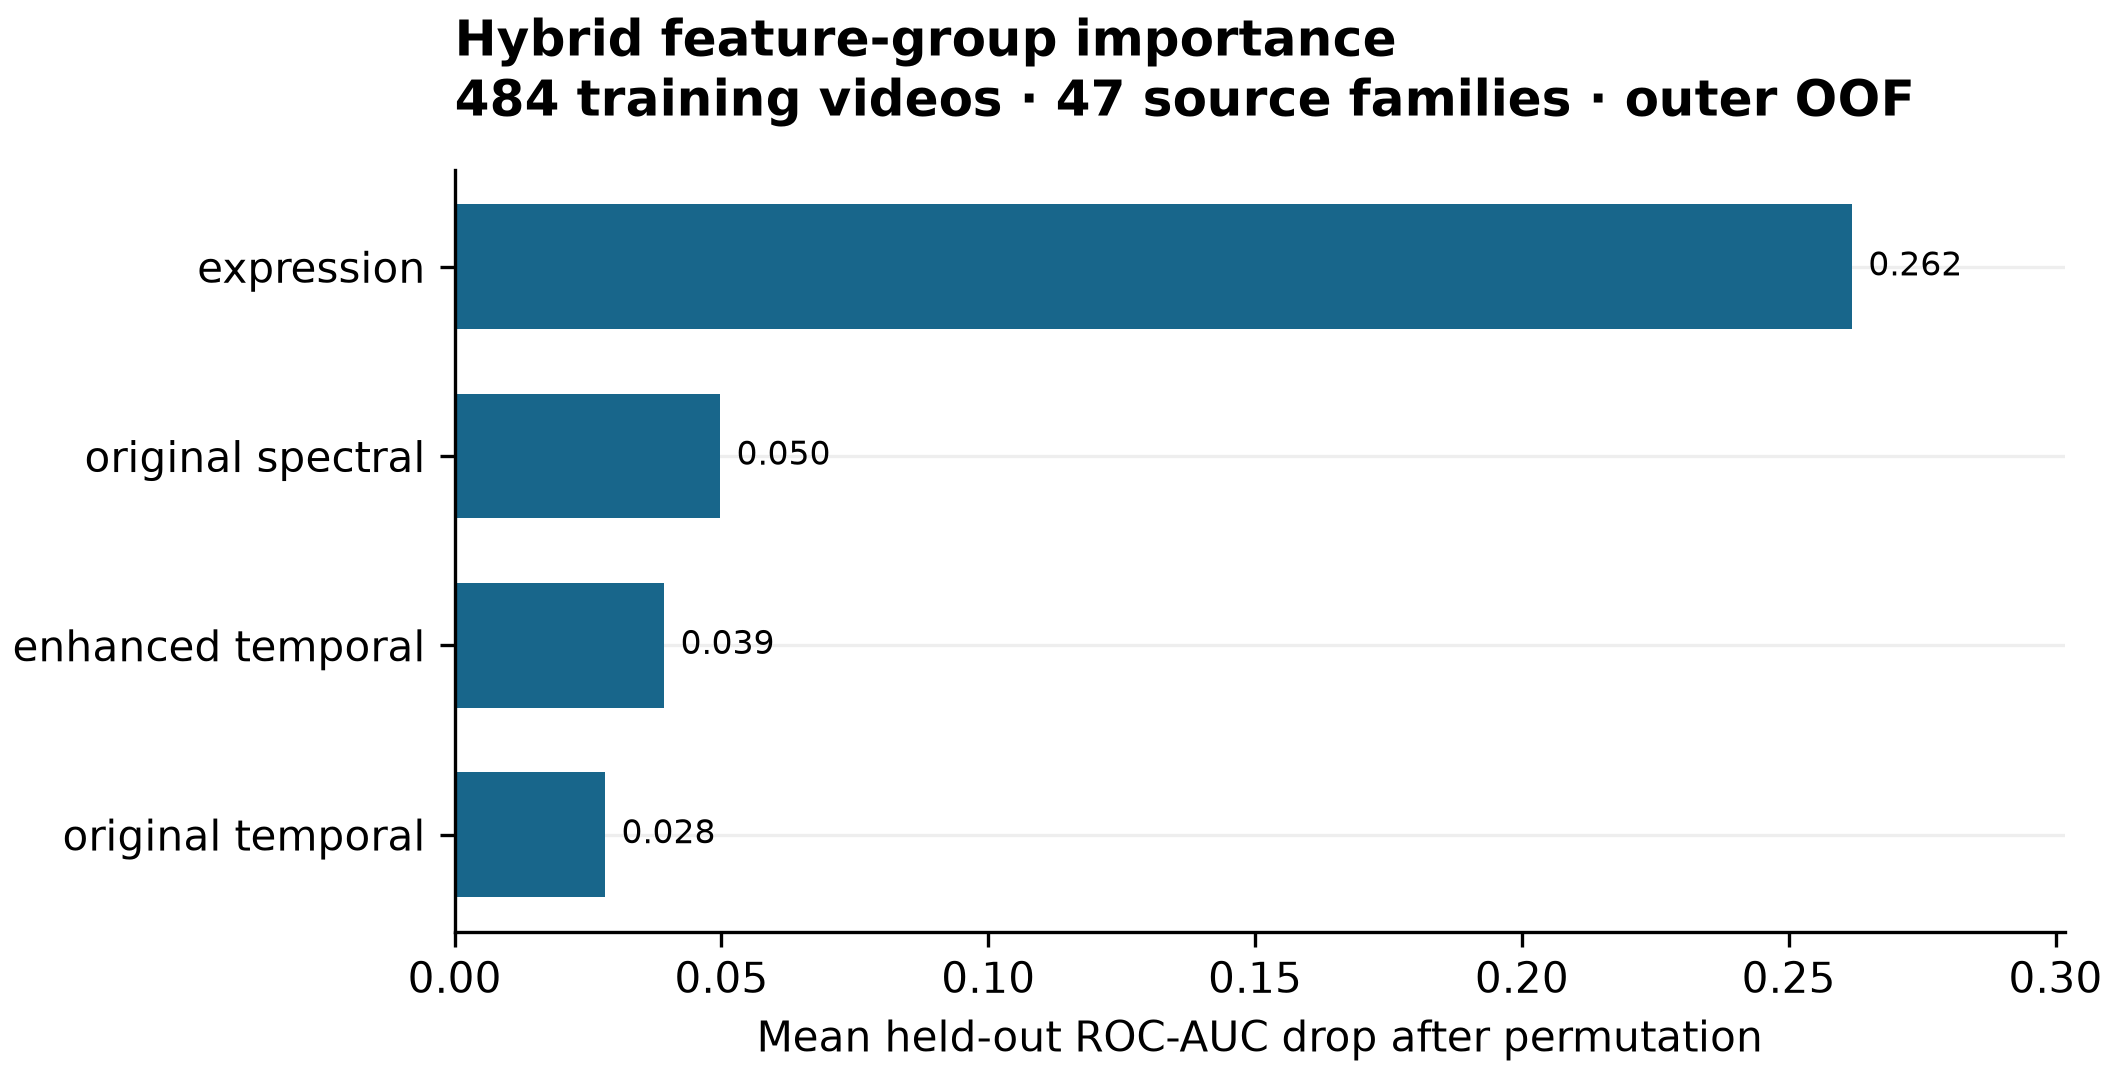 Hybrid feature-group importance
484 training videos · 47 source families · outer OOF
expression
0.262
original spectral
0.050
enhanced temporal
0.039
original temporal
0.028
0.00 0.05 0.10 0.15 0.20 0.25 0.30
Mean held-out ROC-AUC drop after permutation